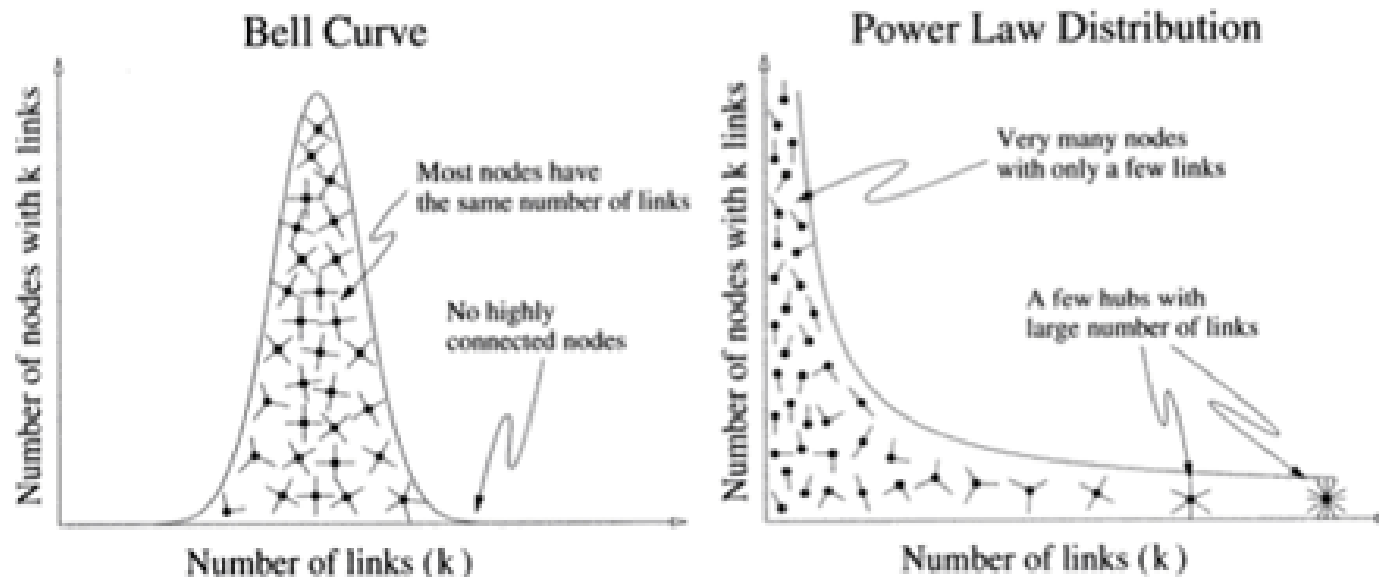 Bell Curve
Number of nodes with k links
Most nodes have
the same number of links
No highly
connected nodes
Number of links (k)
Power Law Distribution
Number of nodes with k links
Very many nodes
with only a few links
A few hubs with
large number of links
Number of links (k)